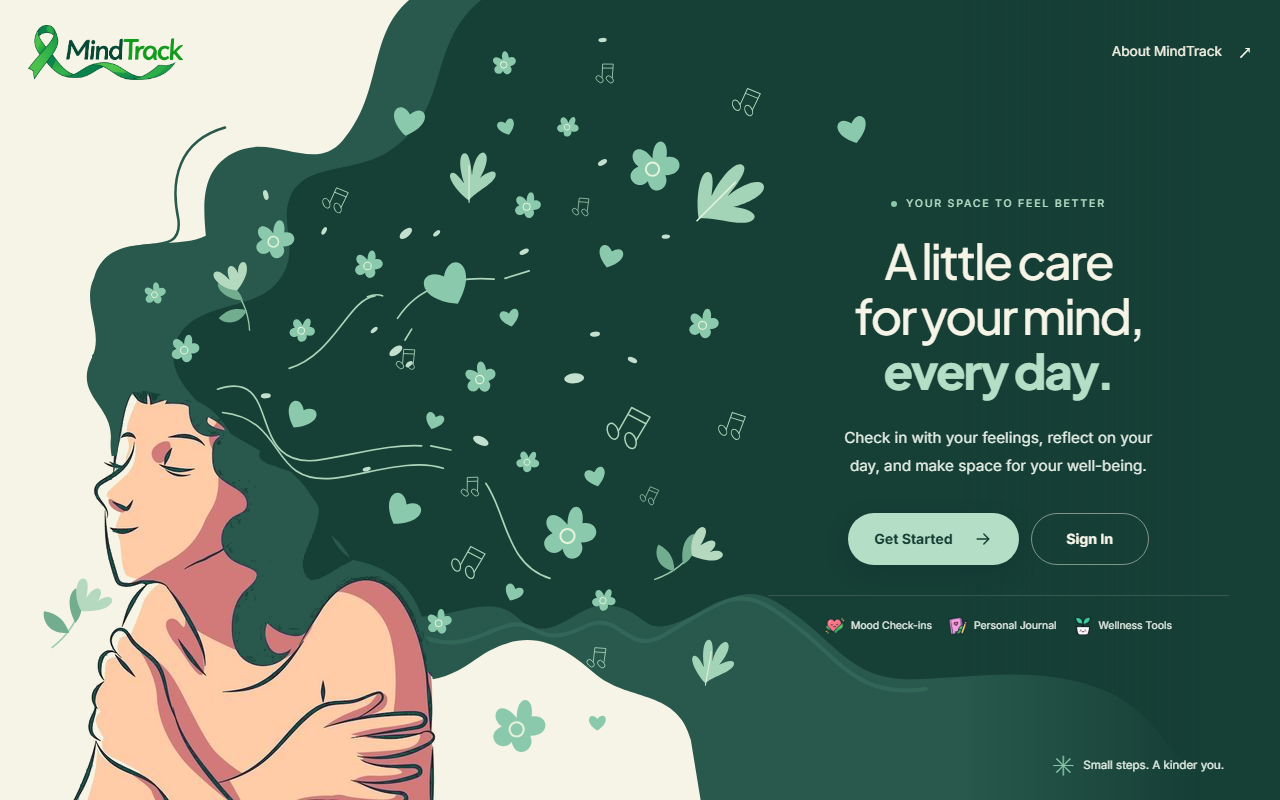 MindTrack
About MindTrack ↗
YOUR SPACE TO FEEL BETTER
A little care
for your mind,
every day.
Check in with your feelings, reflect on your
day, and make space for your well-being.
Get Started →
Sign In
Mood Check-ins
Personal Journal
Wellness Tools
Small steps. A kinder you.